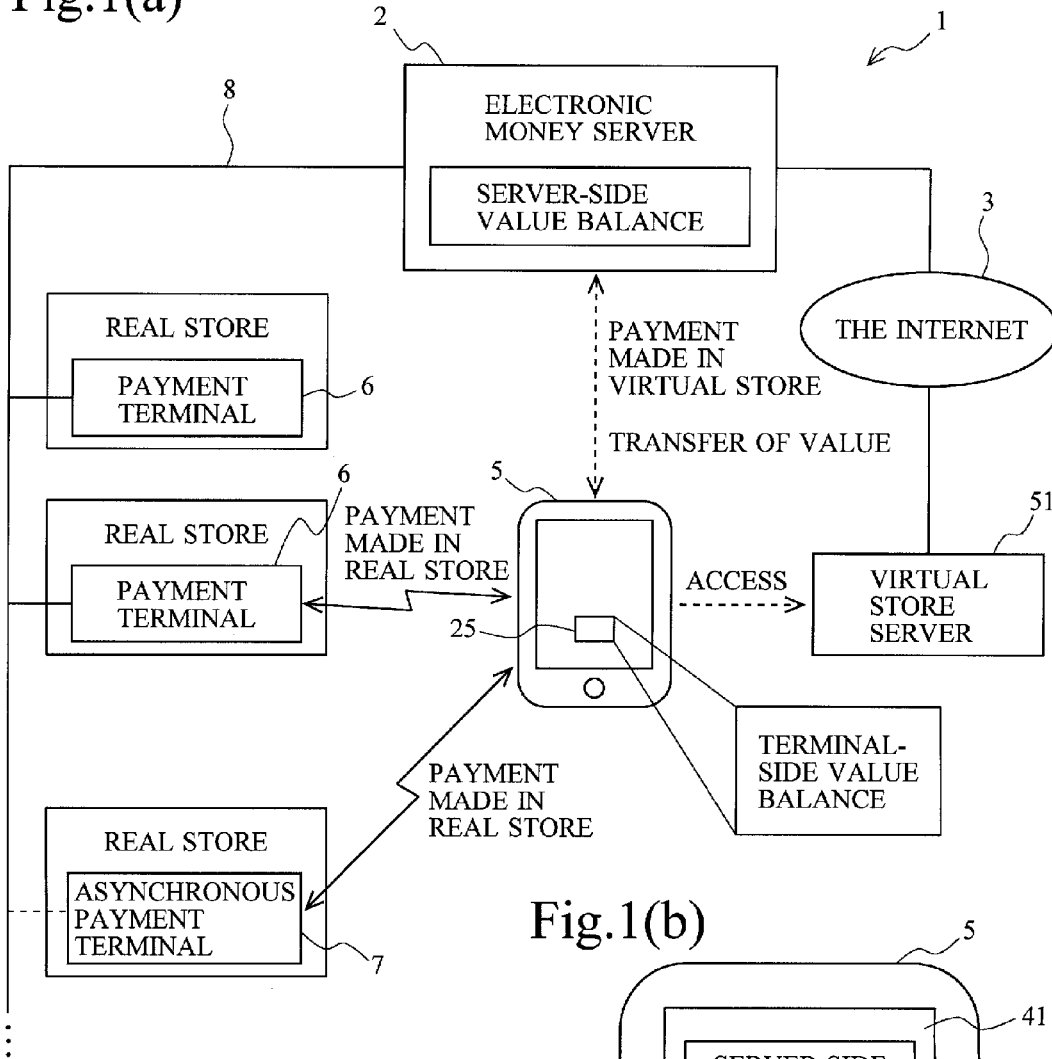 Fig.1(a)
1
2
8
ELECTRONIC
MONEY SERVER
SERVER-SIDE
VALUE BALANCE
3
THE INTERNET
REAL STORE
PAYMENT
TERMINAL
6
PAYMENT
MADE IN
VIRTUAL STORE
TRANSFER OF VALUE
REAL STORE
PAYMENT
TERMINAL
6
PAYMENT
MADE IN
REAL STORE
5
25
ACCESS
51
VIRTUAL
STORE
SERVER
TERMINAL-
SIDE VALUE
BALANCE
PAYMENT
MADE IN
REAL STORE
REAL STORE
ASYNCHRONOUS
PAYMENT
TERMINAL
7
Fig.1(b)
5
41
SERVER-SIDE